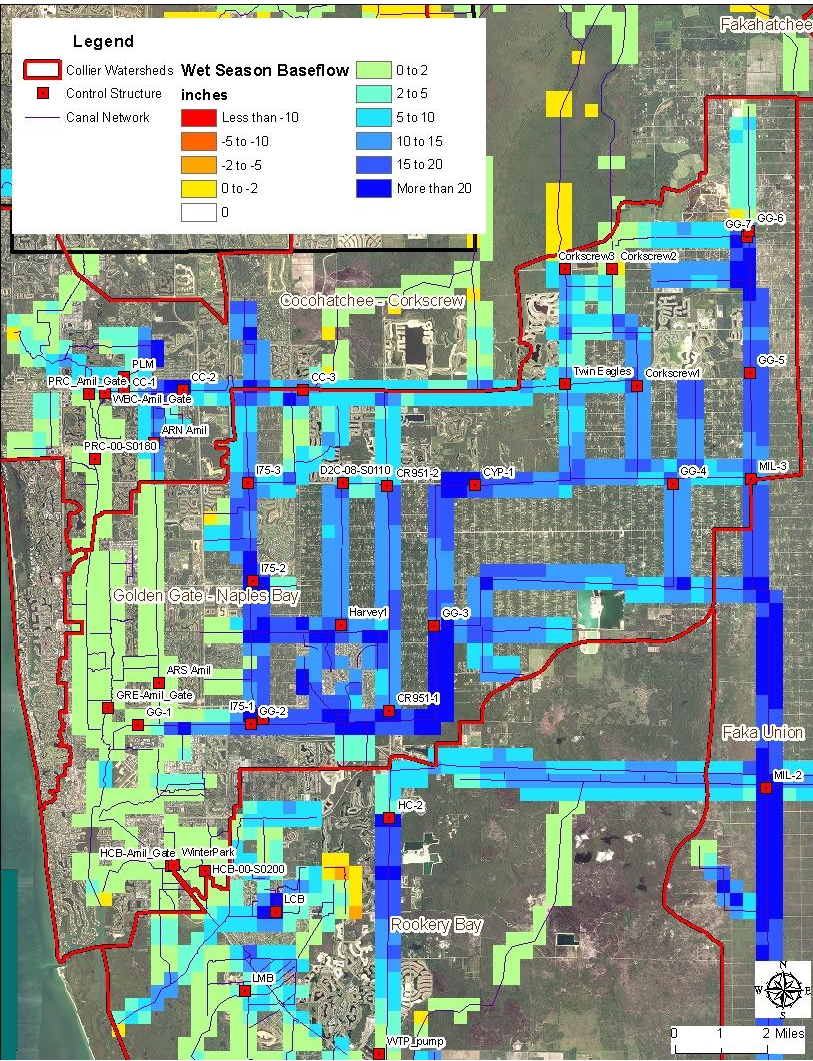 Fakahatchee
Legend
Collier Watersheds
Control Structure
Canal Network
Wet Season Baseflow
inches
Less than -10
-5 to -10
-2 to -5
0 to -2
0
0 to 2
2 to 5
5 to 10
10 to 15
15 to 20
More than 20
GG-6
GG-7
Corkscrew3
Corkscrew2
Cocohatchee - Corkscrew
PLM
PRC_Amil_Gate
CC-1
CC-2
CC-3
WBC-Amil_Gate
Twin Eagles
Corkscrew1
GG-5
ARN Amil
PRC-00-S0180
I75-3
D2C-08-S0110
CR951-2
CYP-1
GG-4
MIL-3
I75-2
Golden Gate - Naples Bay
Harvey1
GG-3
ARS Amil
GRE-Amil_Gate
GG-1
I75-1
GG-2
CR951-1
Faka Union
MIL-2
HC-2
HCB-Amil_Gate
WinterPark
HCB-00-S0200
LCB
Rookery Bay
LMB
WTP_pump
N
W
E
S
0 1 2 Miles